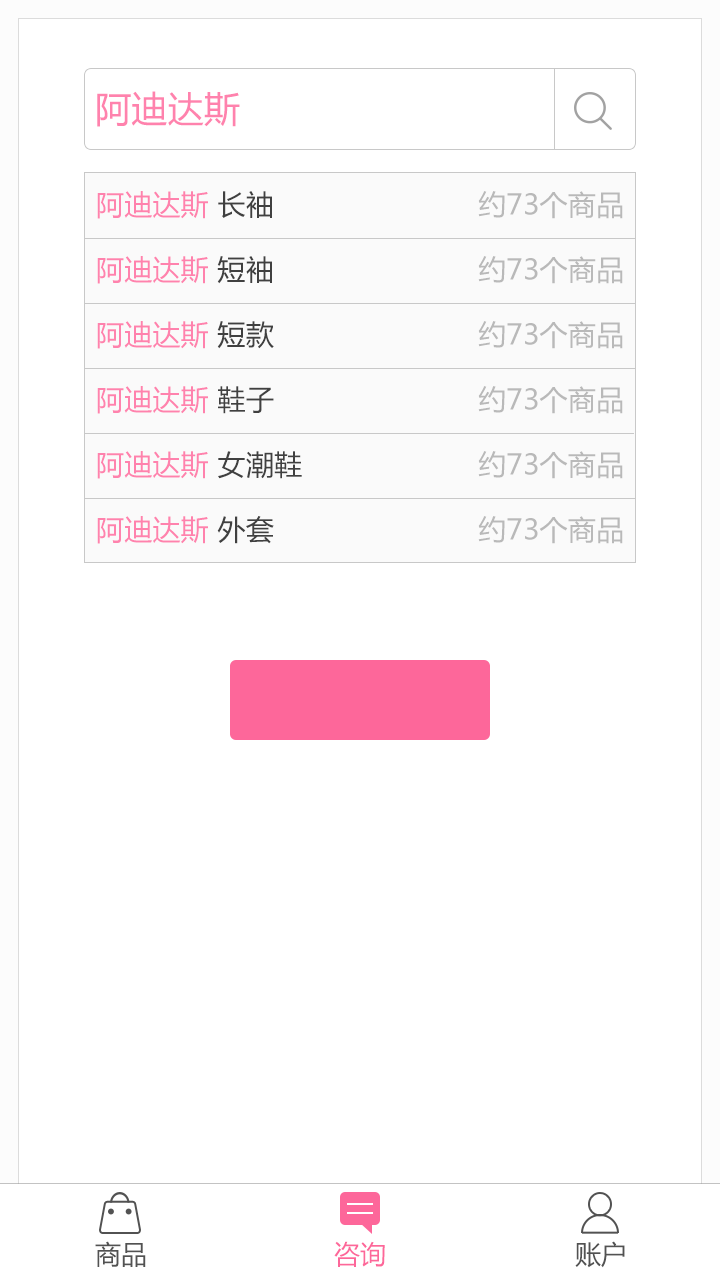 阿迪达斯
阿迪达斯 长袖 约73个商品
阿迪达斯 短袖 约73个商品
阿迪达斯 短款 约73个商品
阿迪达斯 鞋子 约73个商品
阿迪达斯 女潮鞋 约73个商品
阿迪达斯 外套 约73个商品
商品 咨询 账户